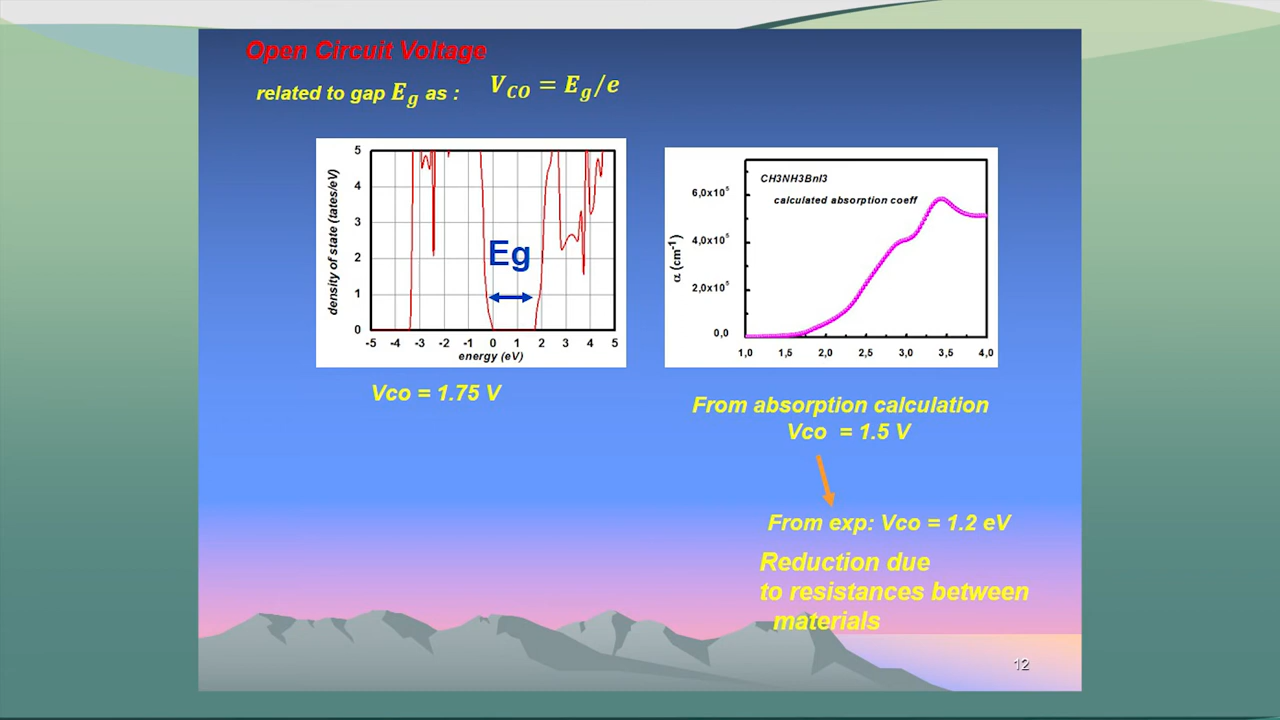 Open Circuit Voltage
related to gap E_g as : V_CO = E_g/e
5
4
3
2
1
0
density of state (tates/eV)
Eg
-5 -4 -3 -2 -1 0 1 2 3 4 5
energy (eV)
CH3NH3BnI3
calculated absorption coeff
6,0x10⁵
4,0x10⁵
2,0x10⁵
0,0
α (cm⁻¹)
1,0 1,5 2,0 2,5 3,0 3,5 4,0
Vco = 1.75 V
From absorption calculation
Vco = 1.5 V
From exp: Vco = 1.2 eV
Reduction due
to resistances between
materials
12